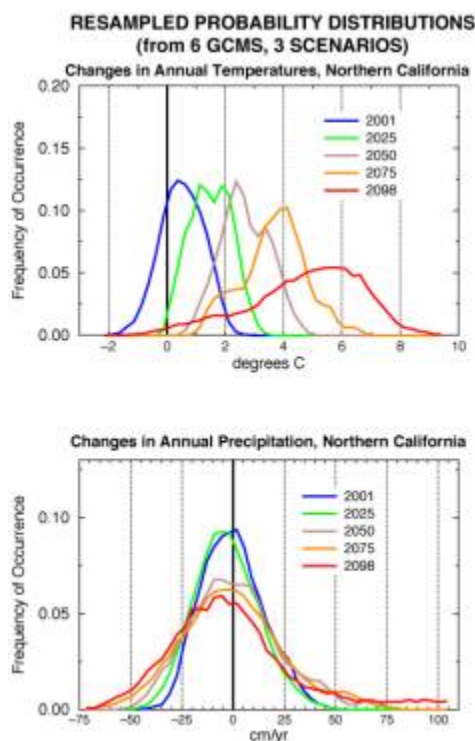 RESAMPLED PROBABILITY DISTRIBUTIONS
(from 6 GCMS, 3 SCENARIOS)
Changes in Annual Temperatures, Northern California
0.20
0.15
0.10
0.05
0.00
Frequency of Occurrence
2001
2025
2050
2075
2098
-2 0 2 4 6 8 10
degrees C
Changes in Annual Precipitation, Northern California
0.10
0.05
0.00
Frequency of Occurrence
2001
2025
2050
2075
2098
-75 -50 -25 0 25 50 75 100
cm/yr